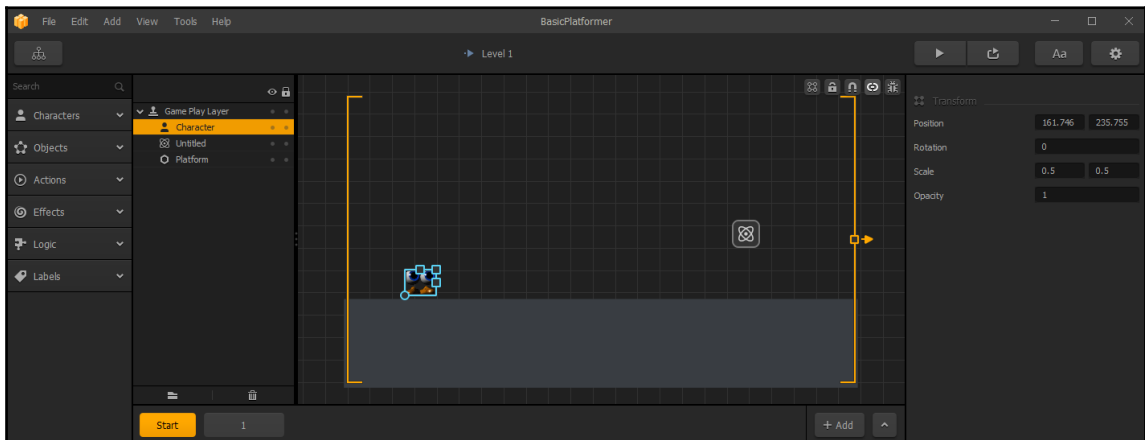 File Edit Add View Tools Help BasicPlatformer
Level 1 Aa
Search
Characters
Objects
Actions
Effects
Logic
Labels
Game Play Layer
Character
Untitled
Platform
Transform
Position 161.746 235.755
Rotation 0
Scale 0.5 0.5
Opacity 1
Start 1 + Add